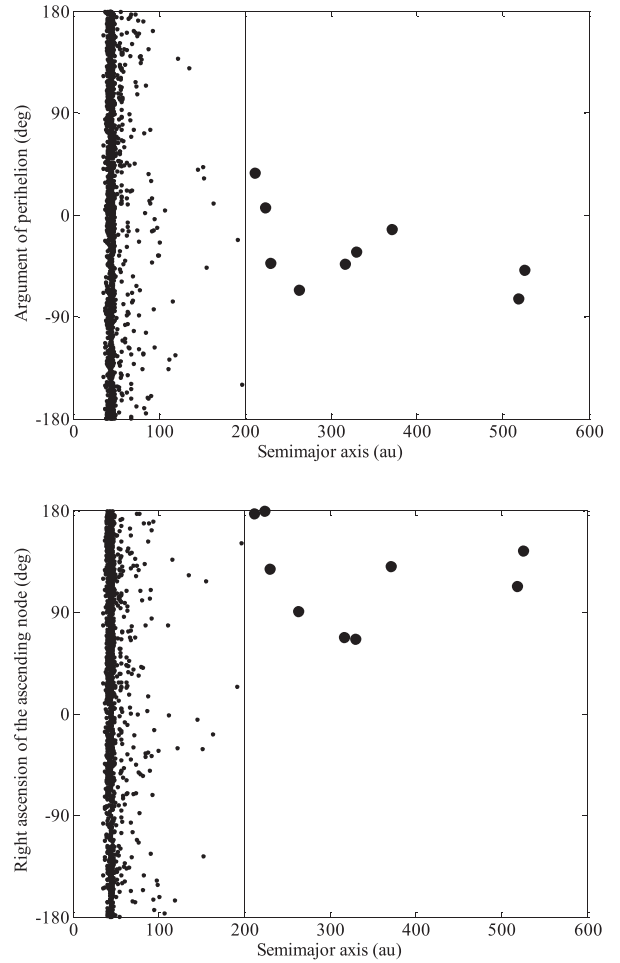 180
90
0
-90
-180
Argument of perihelion (deg)
0 100 200 300 400 500 600
Semimajor axis (au)
180
90
0
-90
-180
Right ascension of the ascending node (deg)
0 100 200 300 400 500 600
Semimajor axis (au)